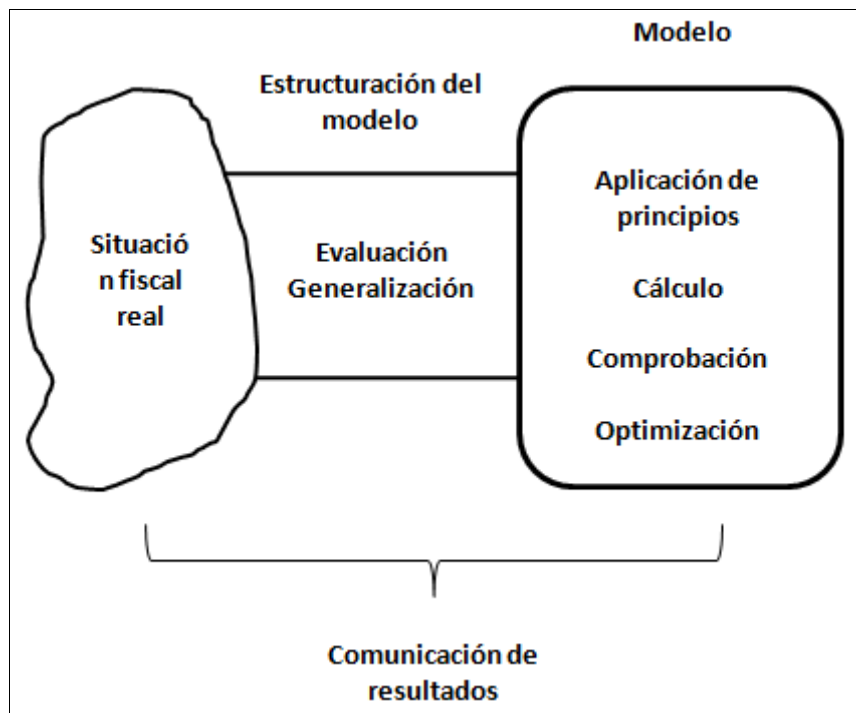 Modelo
Estructuración del
modelo
Situació
n fiscal
real
Evaluación
Generalización
Aplicación de
principios
Cálculo
Comprobación
Optimización
Comunicación de
resultados